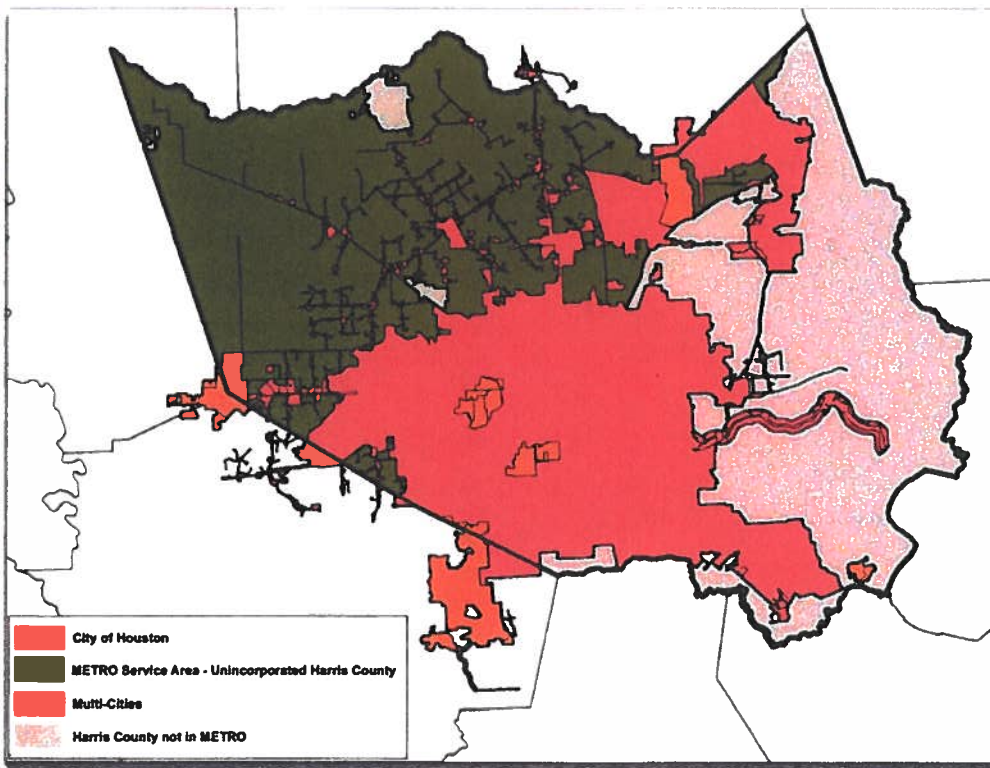 City of Houston
METRO Service Area - Unincorporated Harris County
Multi-Cities
Harris County not in METRO